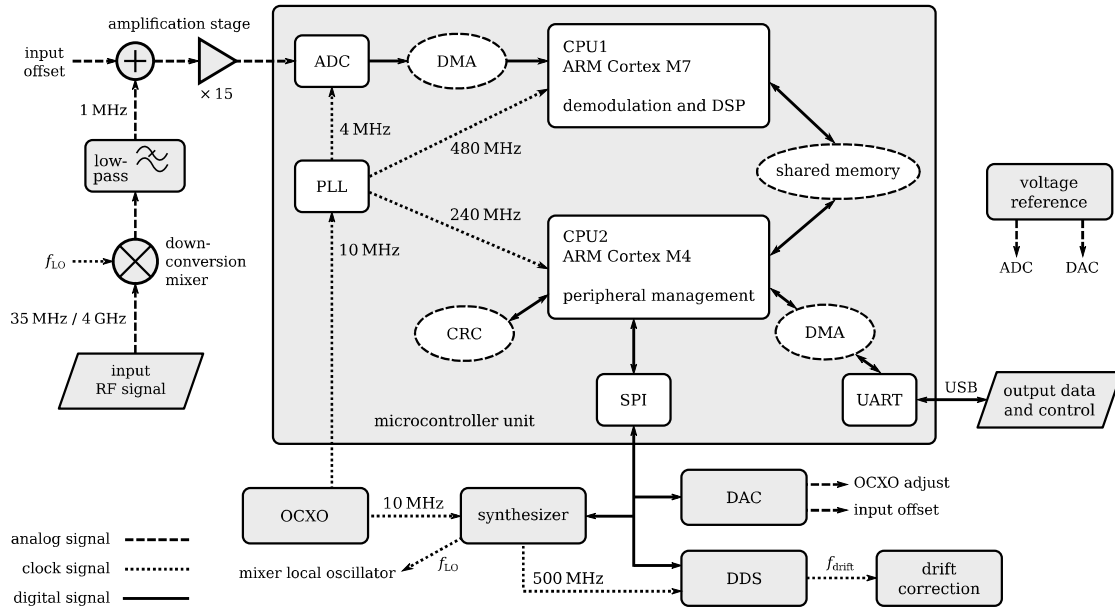 amplification stage
input
offset
× 15
1 MHz
low-
pass
f_LO
down-
conversion
mixer
35 MHz / 4 GHz
input
RF signal
ADC
DMA
CPU1
ARM Cortex M7
demodulation and DSP
4 MHz
480 MHz
PLL
240 MHz
10 MHz
shared memory
CPU2
ARM Cortex M4
peripheral management
CRC
DMA
SPI
UART
microcontroller unit
voltage
reference
ADC
DAC
USB
output data
and control
OCXO
10 MHz
synthesizer
mixer local oscillator
f_LO
500 MHz
DAC
OCXO adjust
input offset
DDS
f_drift
drift
correction
analog signal
clock signal
digital signal